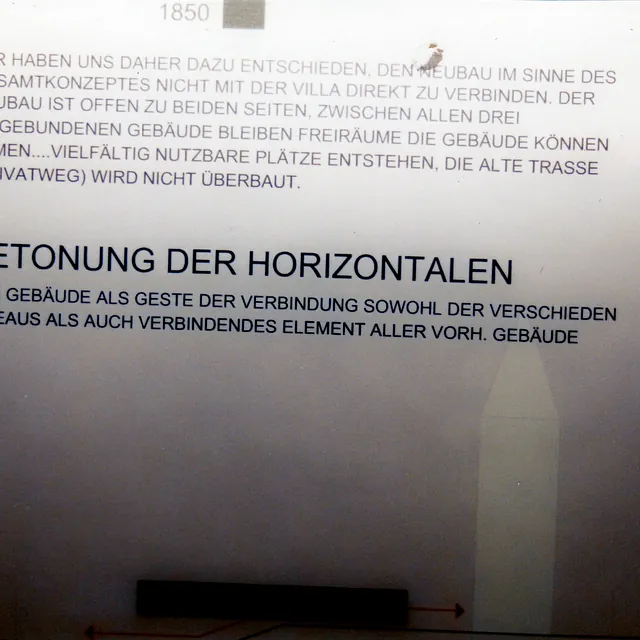 1850
R HABEN UNS DAHER DAZU ENTSCHIEDEN, DEN NEUBAU IM SINNE DES
SAMTKONZEPTES NICHT MIT DER VILLA DIREKT ZU VERBINDEN. DER
UBAU IST OFFEN ZU BEIDEN SEITEN, ZWISCHEN ALLEN DREI
GEBUNDENEN GEBÄUDE BLEIBEN FREIRÄUME DIE GEBÄUDE KÖNNEN
MEN....VIELFÄLTIG NUTZBARE PLÄTZE ENTSTEHEN, DIE ALTE TRASSE
IVATWEG) WIRD NICHT ÜBERBAUT.
ETONUNG DER HORIZONTALEN
GEBÄUDE ALS GESTE DER VERBINDUNG SOWOHL DER VERSCHIEDEN
EAUS ALS AUCH VERBINDENDES ELEMENT ALLER VORH. GEBÄUDE